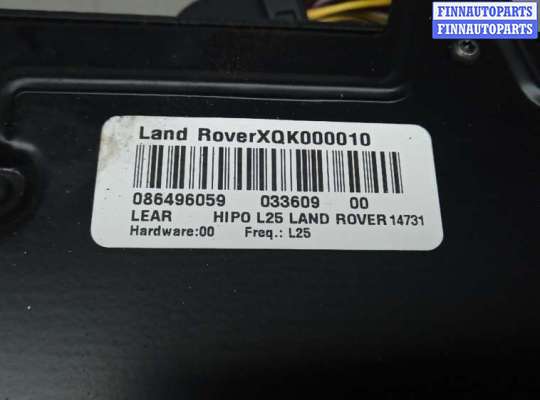 FINNAUTOPARTS
FINNAUTOPARTS
Land RoverXQK000010
086496059 033609 00
LEAR HIPO L25 LAND ROVER 14731
Hardware:00 Freq.: L25